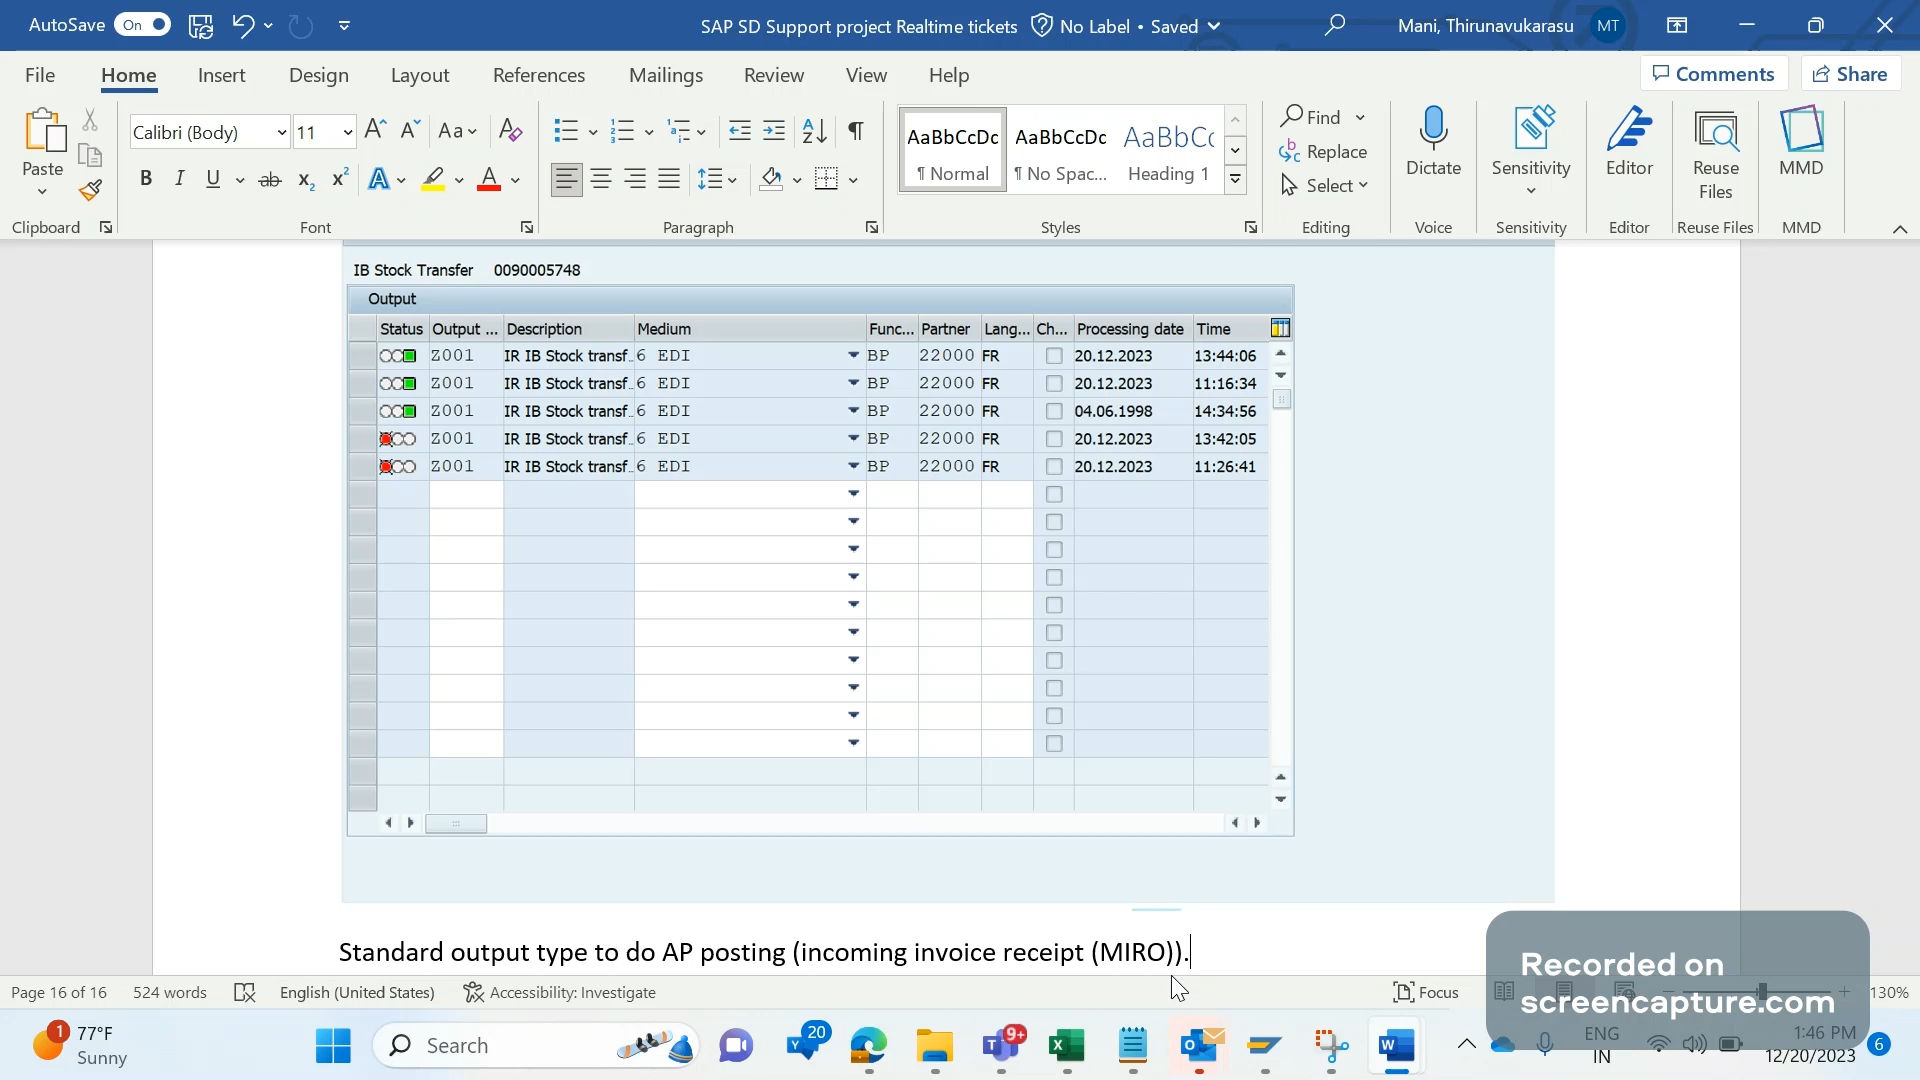 AutoSave On
SAP SD Support project Realtime tickets No Label • Saved
Mani, Thirunavukarasu MT
File Home Insert Design Layout References Mailings Review View Help
Comments Share
Paste
Calibri (Body) 11
Aa
B I U ab x2 x2 A A
AaBbCcDc AaBbCcDc AaBbCc
¶ Normal ¶ No Spac... Heading 1
Find
Replace
Select
Dictate
Sensitivity
Editor
Reuse
Files
MMD
Clipboard Font Paragraph Styles Editing Voice Sensitivity Editor Reuse Files MMD
IB Stock Transfer 0090005748
Output
Status Output ... Description Medium Func... Partner Lang... Ch... Processing date Time
Z001 IR IB Stock transf.. 6 EDI BP 22000 FR 20.12.2023 13:44:06
Z001 IR IB Stock transf.. 6 EDI BP 22000 FR 20.12.2023 11:16:34
Z001 IR IB Stock transf.. 6 EDI BP 22000 FR 04.06.1998 14:34:56
Z001 IR IB Stock transf.. 6 EDI BP 22000 FR 20.12.2023 13:42:05
Z001 IR IB Stock transf.. 6 EDI BP 22000 FR 20.12.2023 11:26:41
Standard output type to do AP posting (incoming invoice receipt (MIRO)).
Recorded on
screencapture.com
Page 16 of 16 524 words English (United States) Accessibility: Investigate Focus 130%
1 77°F
Sunny
Search
20
9+
ENG
IN
1:46 PM
12/20/2023
6